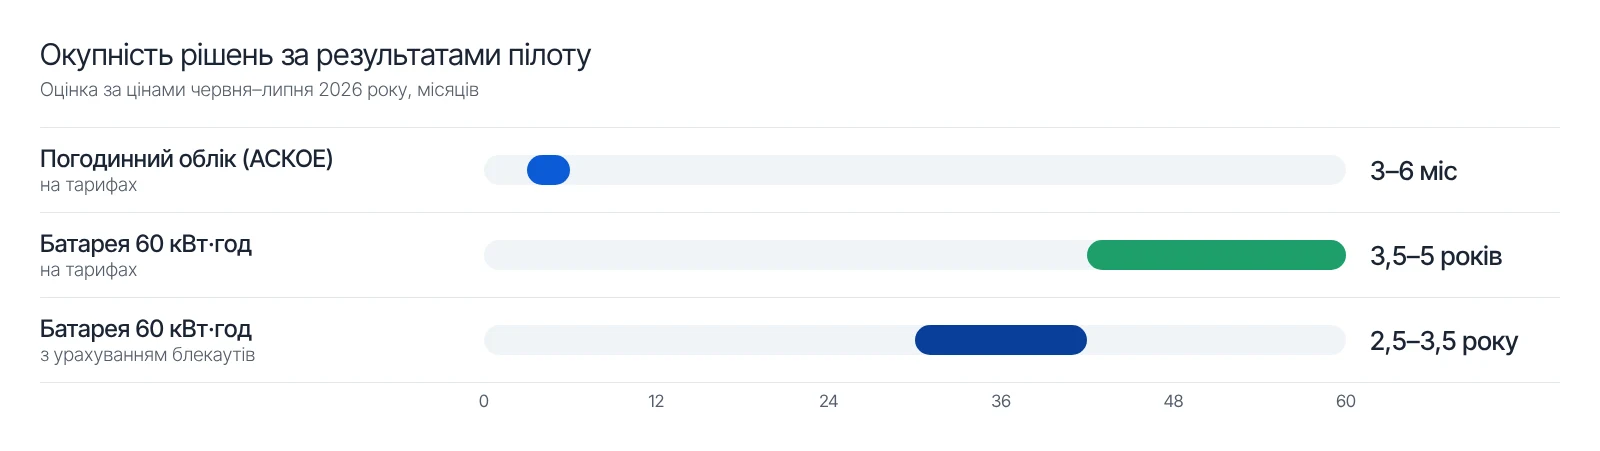 Окупність рішень за результатами пілоту
Оцінка за цінами червня–липня 2026 року, місяців
Погодинний облік (АСКОЕ)
на тарифах
3–6 міс
Батарея 60 кВт·год
на тарифах
3,5–5 років
Батарея 60 кВт·год
з урахуванням блекаутів
2,5–3,5 року
0 12 24 36 48 60